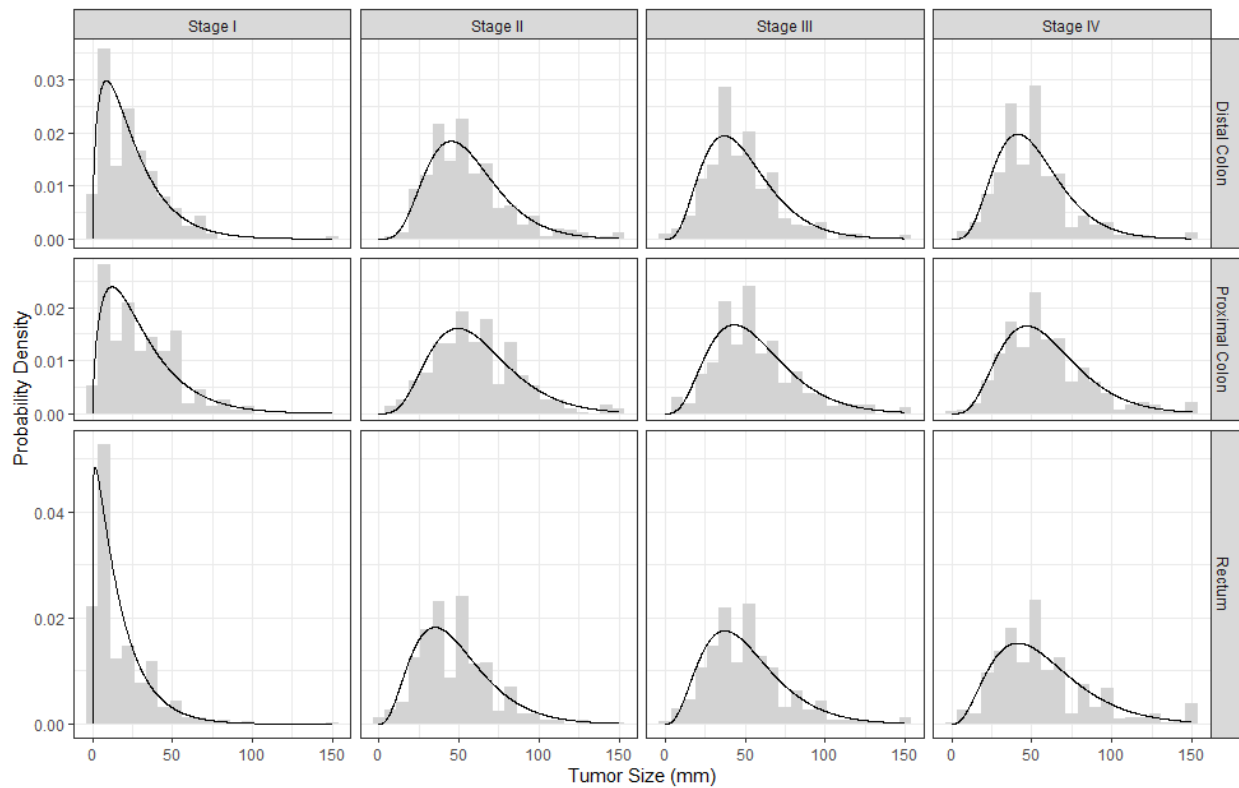 Stage I
Stage II
Stage III
Stage IV
0.03
0.02
0.01
0.00
Distal Colon
0.02
0.01
0.00
Proximal Colon
0.04
0.02
0.00
Rectum
Probability Density
0 50 100 150
0 50 100 150
0 50 100 150
0 50 100 150
Tumor Size (mm)